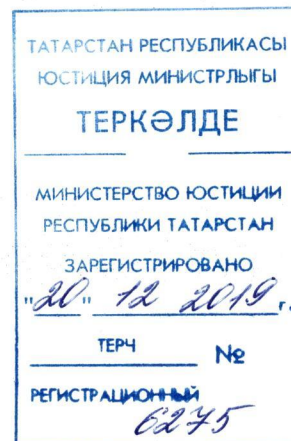 ТАТАРСТАН РЕСПУБЛИКАСЫ
ЮСТИЦИЯ МИНИСТРЛЫГЫ
ТЕРКӘЛДЕ
МИНИСТЕРСТВО ЮСТИЦИИ
РЕСПУБЛИКИ ТАТАРСТАН
ЗАРЕГИСТРИРОВАНО
"20" 12 2019 г.
ТЕРЧ №
РЕГИСТРАЦИОННЫЙ
6275